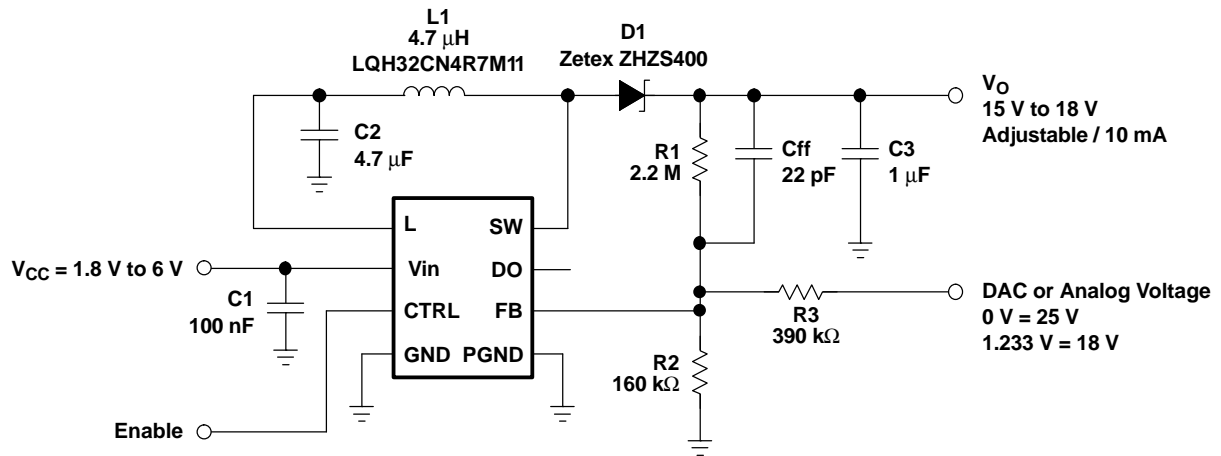 L1
4.7 μH
LQH32CN4R7M11
D1
Zetex ZHZS400
VO
15 V to 18 V
Adjustable / 10 mA
C2
4.7 μF
R1
2.2 M
Cff
22 pF
C3
1 μF
L
SW
VCC = 1.8 V to 6 V
Vin
DO
C1
100 nF
CTRL
FB
GND
PGND
R3
390 kΩ
DAC or Analog Voltage
0 V = 25 V
1.233 V = 18 V
R2
160 kΩ
Enable